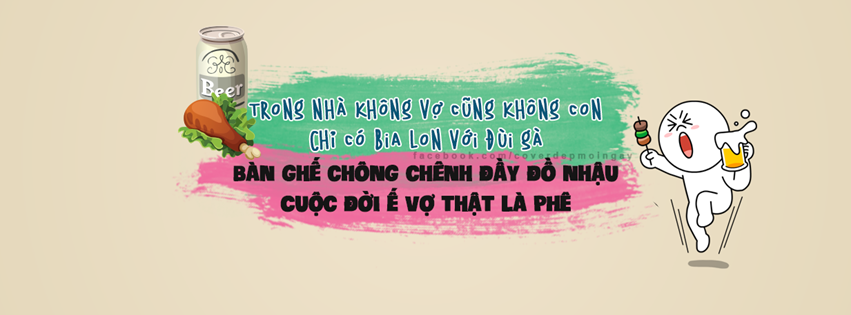 Beer
TRONG NHÀ KHÔNG VỢ CŨNG KHÔNG CON
CHỈ CÓ BIA LON VỚI ĐÙI GÀ
facebook.com/coverdepmoingay
BÀN GHẾ CHÔNG CHÊNH ĐẦY ĐỒ NHẬU
CUỘC ĐỜI Ế VỢ THẬT LÀ PHÊ